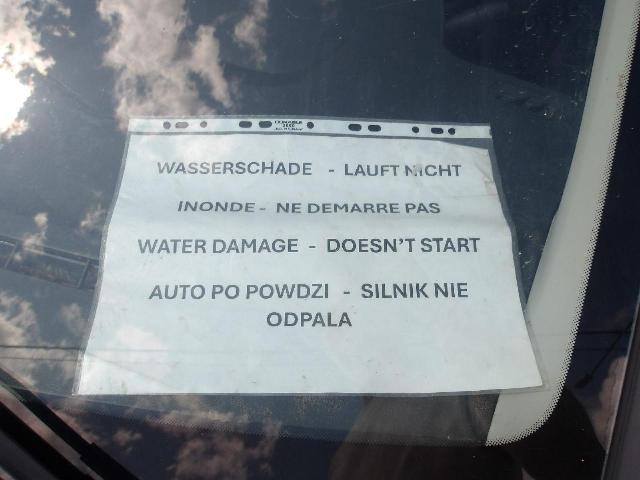 WASSERSCHADE - LAUFT NICHT
INONDE - NE DEMARRE PAS
WATER DAMAGE - DOESN'T START
AUTO PO POWDZI - SILNIK NIE
ODPALA